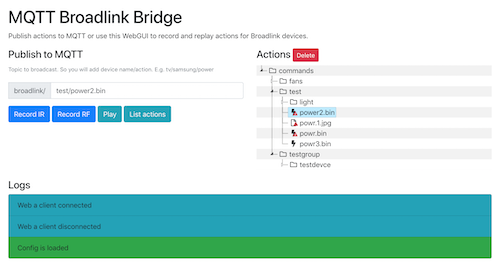 MQTT Broadlink Bridge
Publish actions to MQTT or use this WebGUI to record and replay actions for Broadlink devices.
Publish to MQTT
Topic to broadcast. So you will add device name/action. E.g. tv/samsung/power
broadlink/ test/power2.bin
Record IR Record RF Play List actions
Actions Delete
commands
fans
test
light
power2.bin
powr.1.jpg
powr.bin
powr3.bin
testgroup
testdevce
Logs
Web a client connected
Web a client disconnected
Config is loaded